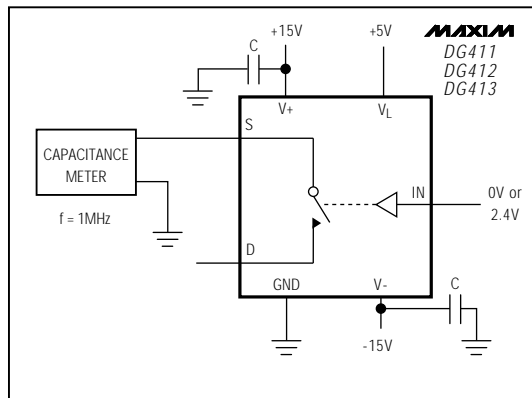 +15V
+5V
MAXIM
C
DG411
DG412
DG413
V+
VL
S
CAPACITANCE
METER
IN
0V or
2.4V
f = 1MHz
D
GND
V-
C
-15V